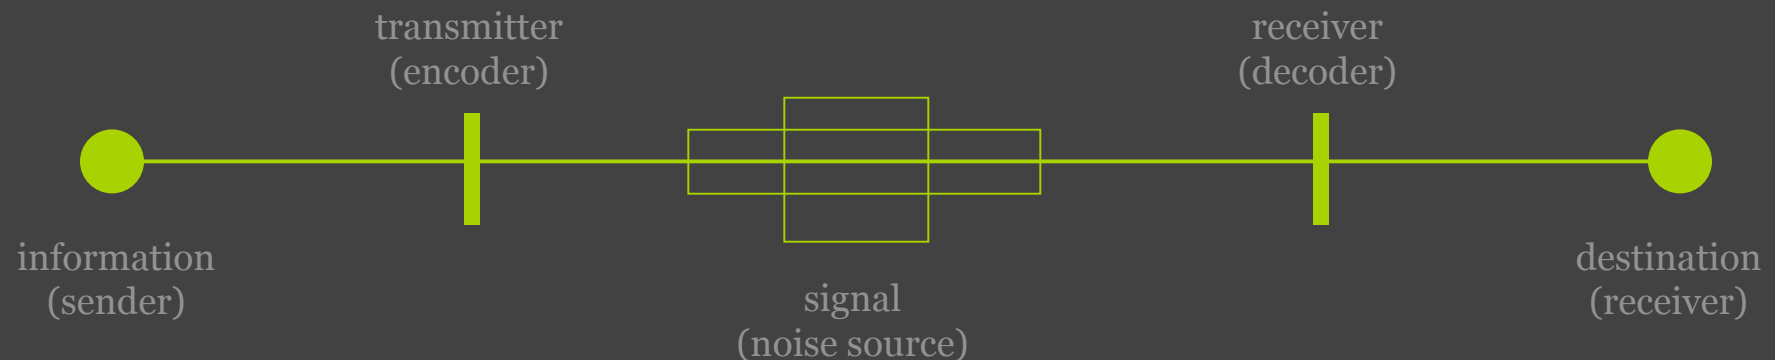 transmitter
(encoder)
receiver
(decoder)
information
(sender)
signal
(noise source)
destination
(receiver)